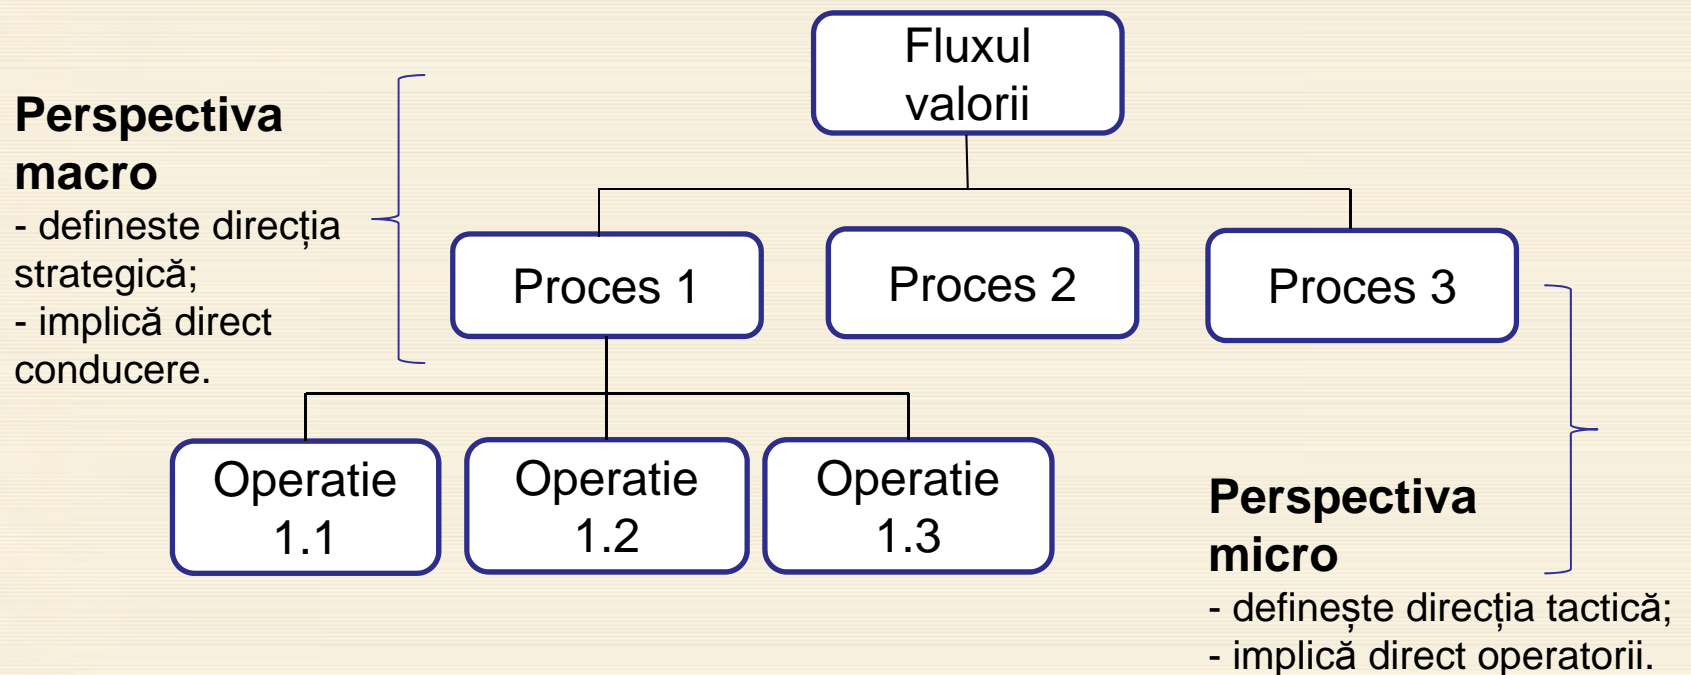 Fluxul
valorii
Perspectiva
macro
- defineste direcția
strategică;
- implică direct
conducere.
Proces 1
Proces 2
Proces 3
Operatie
1.1
Operatie
1.2
Operatie
1.3
Perspectiva
micro
- definește direcția tactică;
- implică direct operatorii.